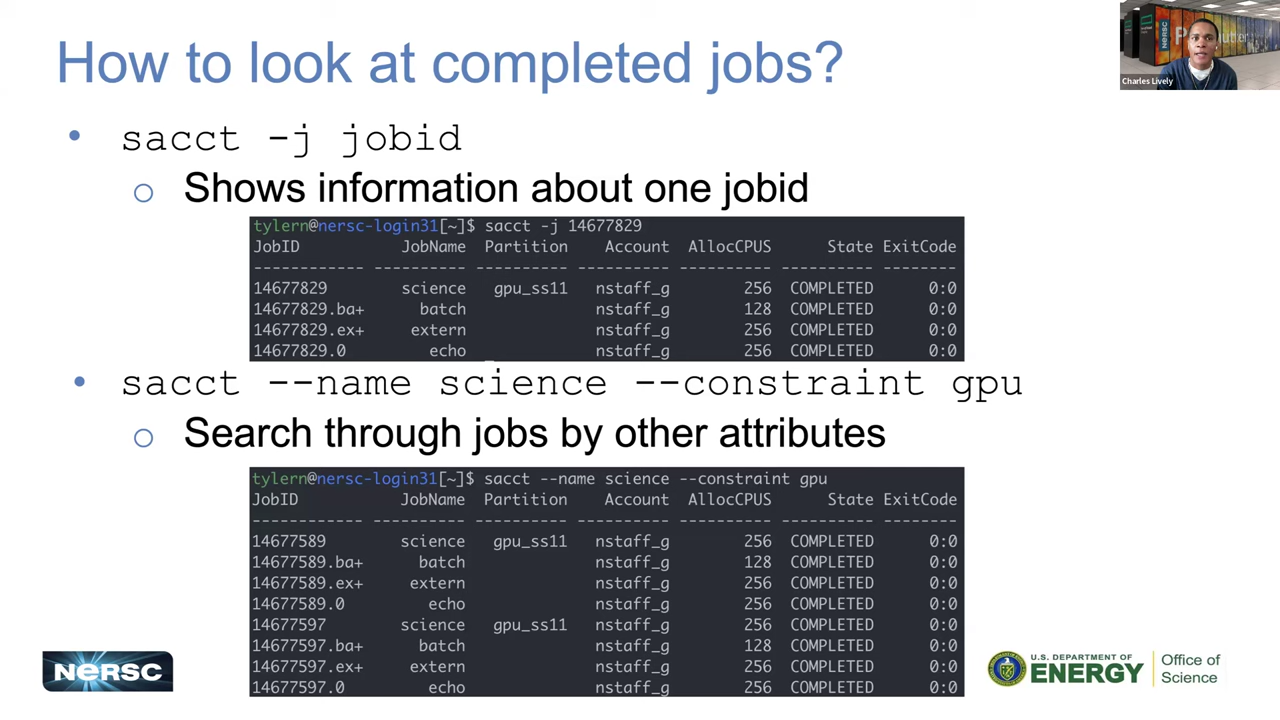 How to look at completed jobs?
Charles Lively
• sacct -j jobid
o Shows information about one jobid
tylern@nersc-login31[~]$ sacct -j 14677829
JobID JobName Partition Account AllocCPUS State ExitCode
------------ ---------- ---------- ---------- ---------- ---------- --------
14677829 science gpu_ss11 nstaff_g 256 COMPLETED 0:0
14677829.ba+ batch nstaff_g 128 COMPLETED 0:0
14677829.ex+ extern nstaff_g 256 COMPLETED 0:0
14677829.0 echo nstaff_g 256 COMPLETED 0:0
• sacct --name science --constraint gpu
o Search through jobs by other attributes
tylern@nersc-login31[~]$ sacct --name science --constraint gpu
JobID JobName Partition Account AllocCPUS State ExitCode
------------ ---------- ---------- ---------- ---------- ---------- --------
14677589 science gpu_ss11 nstaff_g 256 COMPLETED 0:0
14677589.ba+ batch nstaff_g 128 COMPLETED 0:0
14677589.ex+ extern nstaff_g 256 COMPLETED 0:0
14677589.0 echo nstaff_g 256 COMPLETED 0:0
14677597 science gpu_ss11 nstaff_g 256 COMPLETED 0:0
14677597.ba+ batch nstaff_g 128 COMPLETED 0:0
14677597.ex+ extern nstaff_g 256 COMPLETED 0:0
14677597.0 echo nstaff_g 256 COMPLETED 0:0
NERSC
U.S. DEPARTMENT OF
ENERGY
Office of
Science